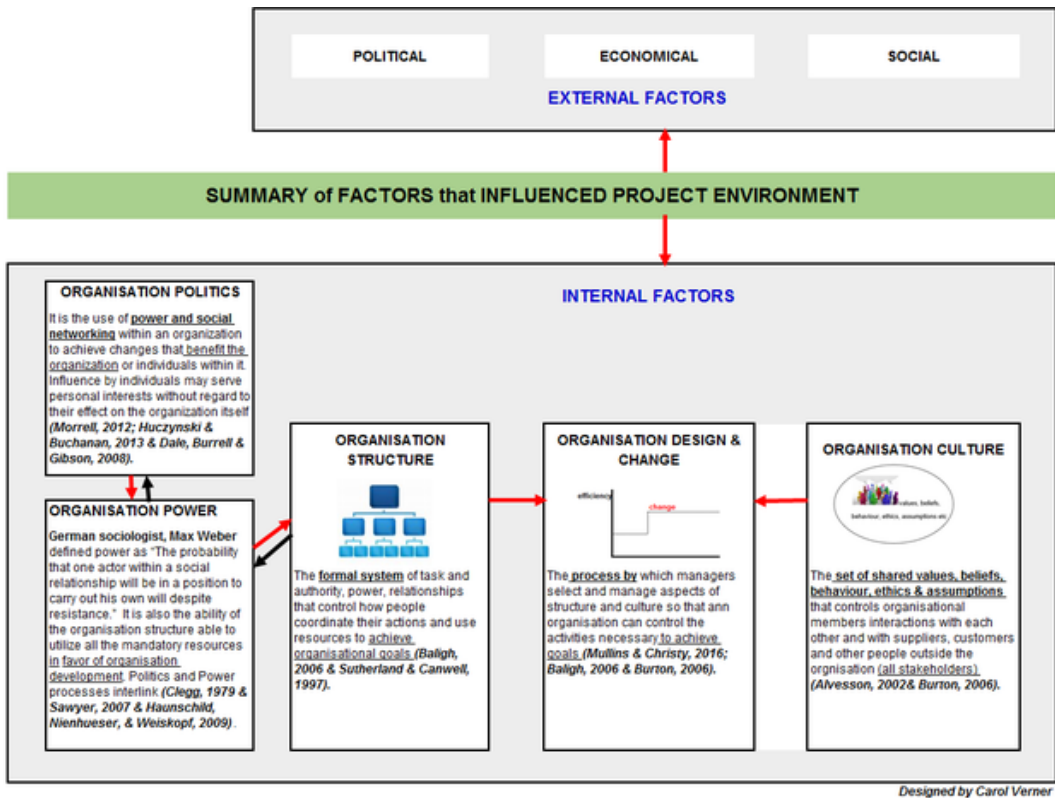 POLITICAL
ECONOMICAL
SOCIAL
EXTERNAL FACTORS
SUMMARY of FACTORS that INFLUENCED PROJECT ENVIRONMENT
INTERNAL FACTORS
ORGANISATION POLITICS
It is the use of power and social
networking within an organization
to achieve changes that benefit the
organization or individuals within it.
Influence by individuals may serve
personal interests without regard to
their effect on the organization itself
(Morrell, 2012; Huczynski &
Buchanan, 2013 & Dale, Burrell &
Gibson, 2008).
ORGANISATION POWER
German sociologist, Max Weber
defined power as "The probability
that one actor within a social
relationship will be in a position to
carry out his own will despite
resistance." It is also the ability of
the organisation structure able to
utilize all the mandatory resources
in favor of organisation
development. Politics and Power
processes interlink (Clegg, 1979 &
Sawyer, 2007 & Haunschild,
Nienhueser, & Weiskopf, 2009).
ORGANISATION
STRUCTURE
The formal system of task and
authority, power, relationships
that control how people
coordinate their actions and use
resources to achieve
organisational goals (Baligh,
2006 & Sutherland & Canwell,
1997).
ORGANISATION DESIGN &
CHANGE
efficiency
change
The process by which managers
select and manage aspects of
structure and culture so that ann
organisation can control the
activities necessary to achieve
goals (Mullins & Christy, 2016;
Baligh, 2006 & Burton, 2006).
ORGANISATION CULTURE
values, beliefs,
behaviour, ethics, assumptions etc
The set of shared values, beliefs,
behaviour, ethics & assumptions
that controls organisational
members interactions with each
other and with suppliers, customers
and other people outside the
orgnisation (all stakeholders)
(Alvesson, 2002& Burton, 2006).
Designed by Carol Verner